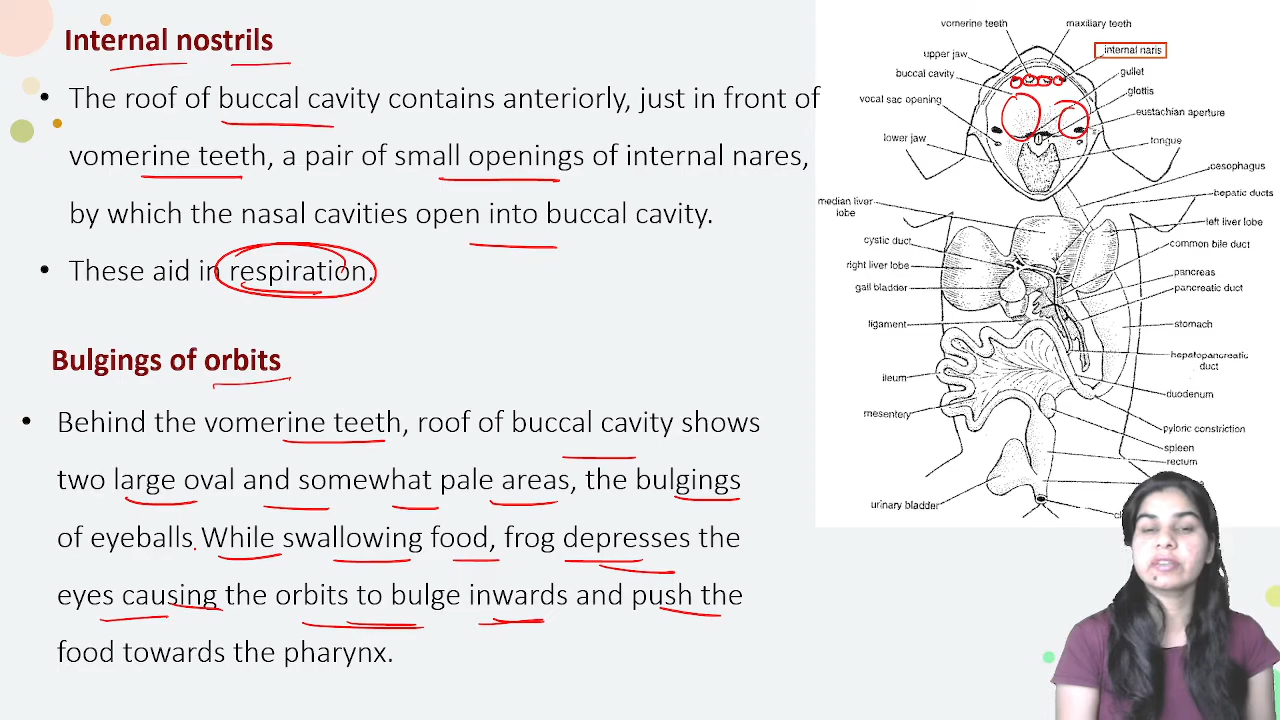 Internal nostrils
• The roof of buccal cavity contains anteriorly, just in front of
vomerine teeth, a pair of small openings of internal nares,
by which the nasal cavities open into buccal cavity.
• These aid in respiration.
Bulgings of orbits
• Behind the vomerine teeth, roof of buccal cavity shows
two large oval and somewhat pale areas, the bulgings
of eyeballs. While swallowing food, frog depresses the
eyes causing the orbits to bulge inwards and push the
food towards the pharynx.
vomerine teeth
maxiliary teeth
upper jaw
internal naris
buccal cavity
gullet
vocal sac opening
glottis
eustachian aperture
lower jaw
tongue
oesophagus
hepatic ducts
median liver
lobe
left liver lobe
cystic duct
common bile duct
right liver lobe
pancreas
gall bladder
pancreatic duct
ligament
stomach
hepatopancreatic
duct
ileum
duodenum
mesentery
pyloric constriction
spleen
rectum
urinary bladder